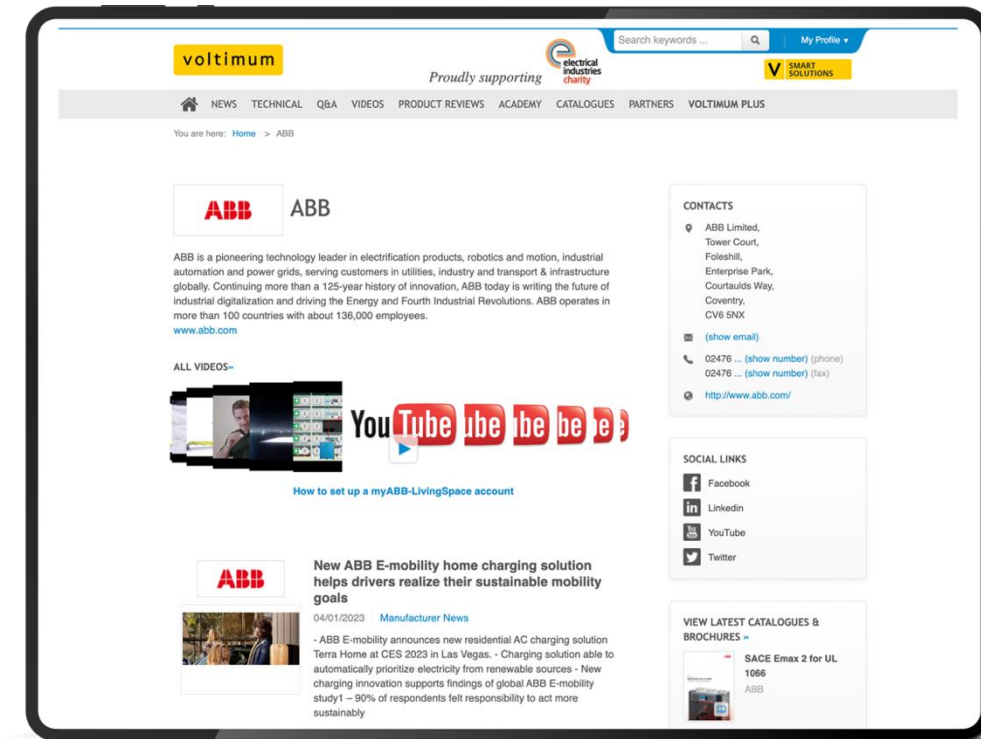 voltimum
Proudly supporting
electrical
industries
charity
Search keywords ...
My Profile
V SMART
SOLUTIONS
NEWS TECHNICAL Q&A VIDEOS PRODUCT REVIEWS ACADEMY CATALOGUES PARTNERS VOLTIMUM PLUS
You are here: Home > ABB
ABB
ABB
ABB is a pioneering technology leader in electrification products, robotics and motion, industrial
automation and power grids, serving customers in utilities, industry and transport & infrastructure
globally. Continuing more than a 125-year history of innovation, ABB today is writing the future of
industrial digitalization and driving the Energy and Fourth Industrial Revolutions. ABB operates in
more than 100 countries with about 136,000 employees.
www.abb.com
ALL VIDEOS»
YouTube ube ibe be e e
How to set up a myABB-LivingSpace account
ABB
New ABB E-mobility home charging solution
helps drivers realize their sustainable mobility
goals
04/01/2023 Manufacturer News
- ABB E-mobility announces new residential AC charging solution
Terra Home at CES 2023 in Las Vegas. - Charging solution able to
automatically prioritize electricity from renewable sources - New
charging innovation supports findings of global ABB E-mobility
study1 – 90% of respondents felt responsibility to act more
sustainably
CONTACTS
ABB Limited,
Tower Court,
Foleshill,
Enterprise Park,
Courtaulds Way,
Coventry,
CV6 5NX
(show email)
02476 ... (show number) (phone)
02476 ... (show number) (fax)
http://www.abb.com/
SOCIAL LINKS
Facebook
Linkedin
YouTube
Twitter
VIEW LATEST CATALOGUES &
BROCHURES »
SACE Emax 2 for UL
1066
ABB